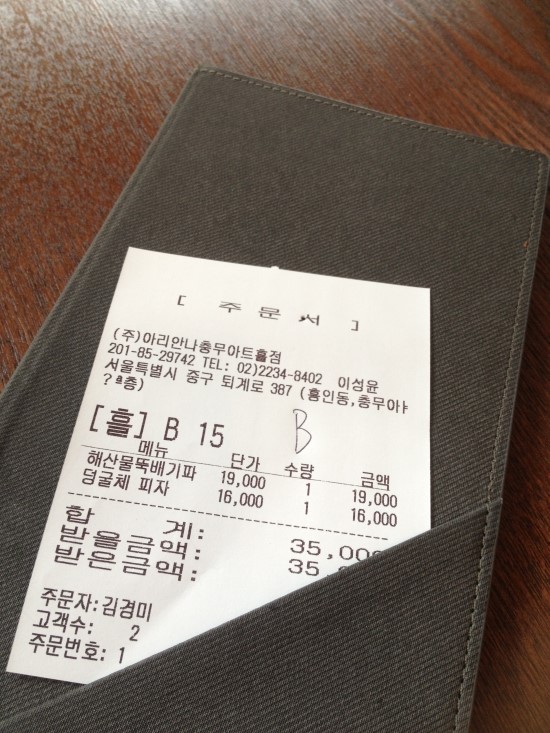 [ 주 문 서 ]
(주)아리안나충무아트홀점
201-85-29742 TEL: 02)2234-8402 이성윤
서울특별시 중구 퇴계로 387 (흥인동,충무아
층)
[홀] B 15 B
메뉴 단가 수량 금액
해산물뚝배기파 19,000 1 19,000
덩굴체 피자 16,000 1 16,000
합 계: 35,000
받을금액: 35
받은금액:
주문자:김경미
고객수: 2
주문번호: 1